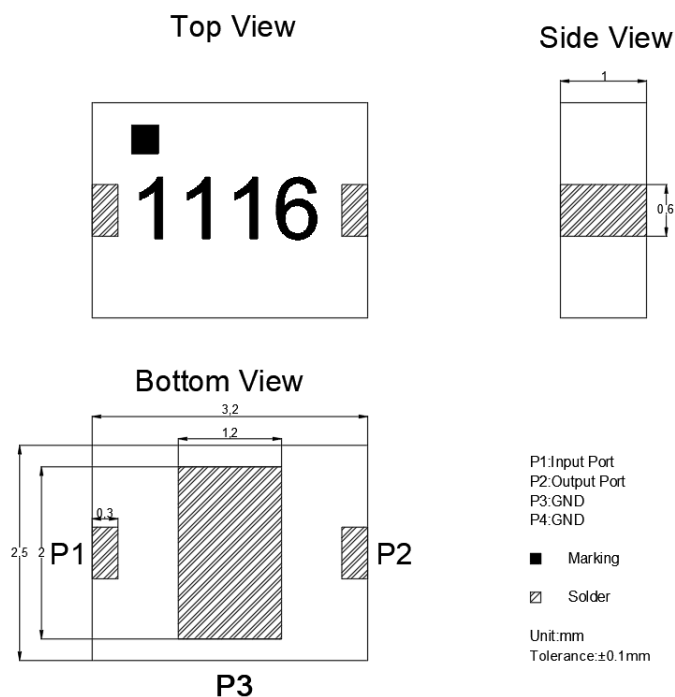 Top View
Side View
1
1116
0,6
Bottom View
3,2
1,2
0,3
2,5
2
P1
P2
P3
P1:Input Port
P2:Output Port
P3:GND
P4:GND
Marking
Solder
Unit:mm
Tolerance:±0.1mm